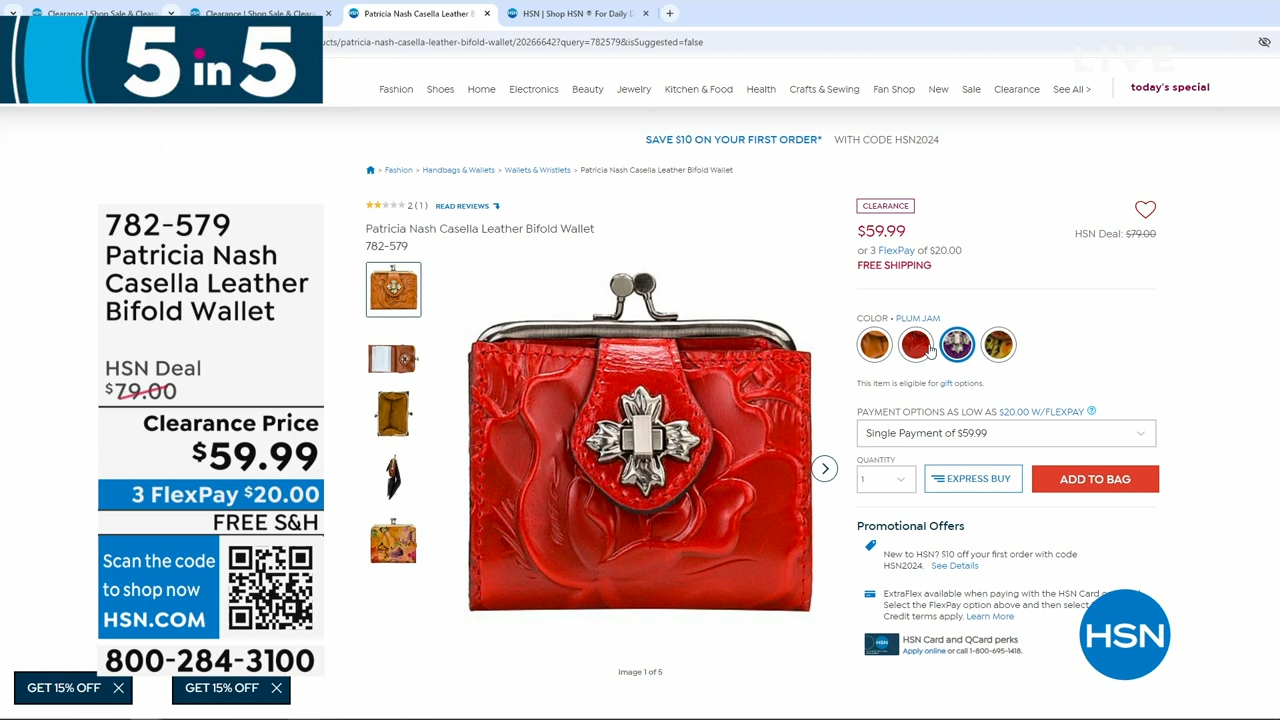 Clearance | Shop Sale & Cleara
Clearance | Shop Sale & Clear
Patricia Nash Casella Leather B
HSN | Shop HSN ® For Daily D
ucts/patricia-nash-casella-leather-bifold-wallet/20266642?query=782579&isSuggested=false
5 in 5
LIVE
Fashion Shoes Home Electronics Beauty Jewelry Kitchen & Food Health Crafts & Sewing Fan Shop New Sale Clearance See All > today's special
SAVE $10 ON YOUR FIRST ORDER* WITH CODE HSN2024
> Fashion > Handbags & Wallets > Wallets & Wristlets > Patricia Nash Casella Leather Bifold Wallet
2 ( 1 ) READ REVIEWS
Patricia Nash Casella Leather Bifold Wallet
782-579
782-579
Patricia Nash
Casella Leather
Bifold Wallet
HSN Deal
$79.00
Clearance Price
$59.99
3 FlexPay $20.00
FREE S&H
Scan the code
to shop now
HSN.COM
800-284-3100
GET 15% OFF
GET 15% OFF
Image 1 of 5
CLEARANCE
$59.99
HSN Deal: $79.00
or 3 FlexPay of $20.00
FREE SHIPPING
COLOR • PLUM JAM
This item is eligible for gift options.
PAYMENT OPTIONS AS LOW AS $20.00 W/FLEXPAY
Single Payment of $59.99
QUANTITY
1
EXPRESS BUY
ADD TO BAG
Promotional Offers
New to HSN? $10 off your first order with code
HSN2024. See Details
ExtraFlex available when paying with the HSN Card
Select the FlexPay option above and then select
Credit terms apply. Learn More
HSN Card and QCard perks
Apply online or call 1-800-695-1418.
HSN